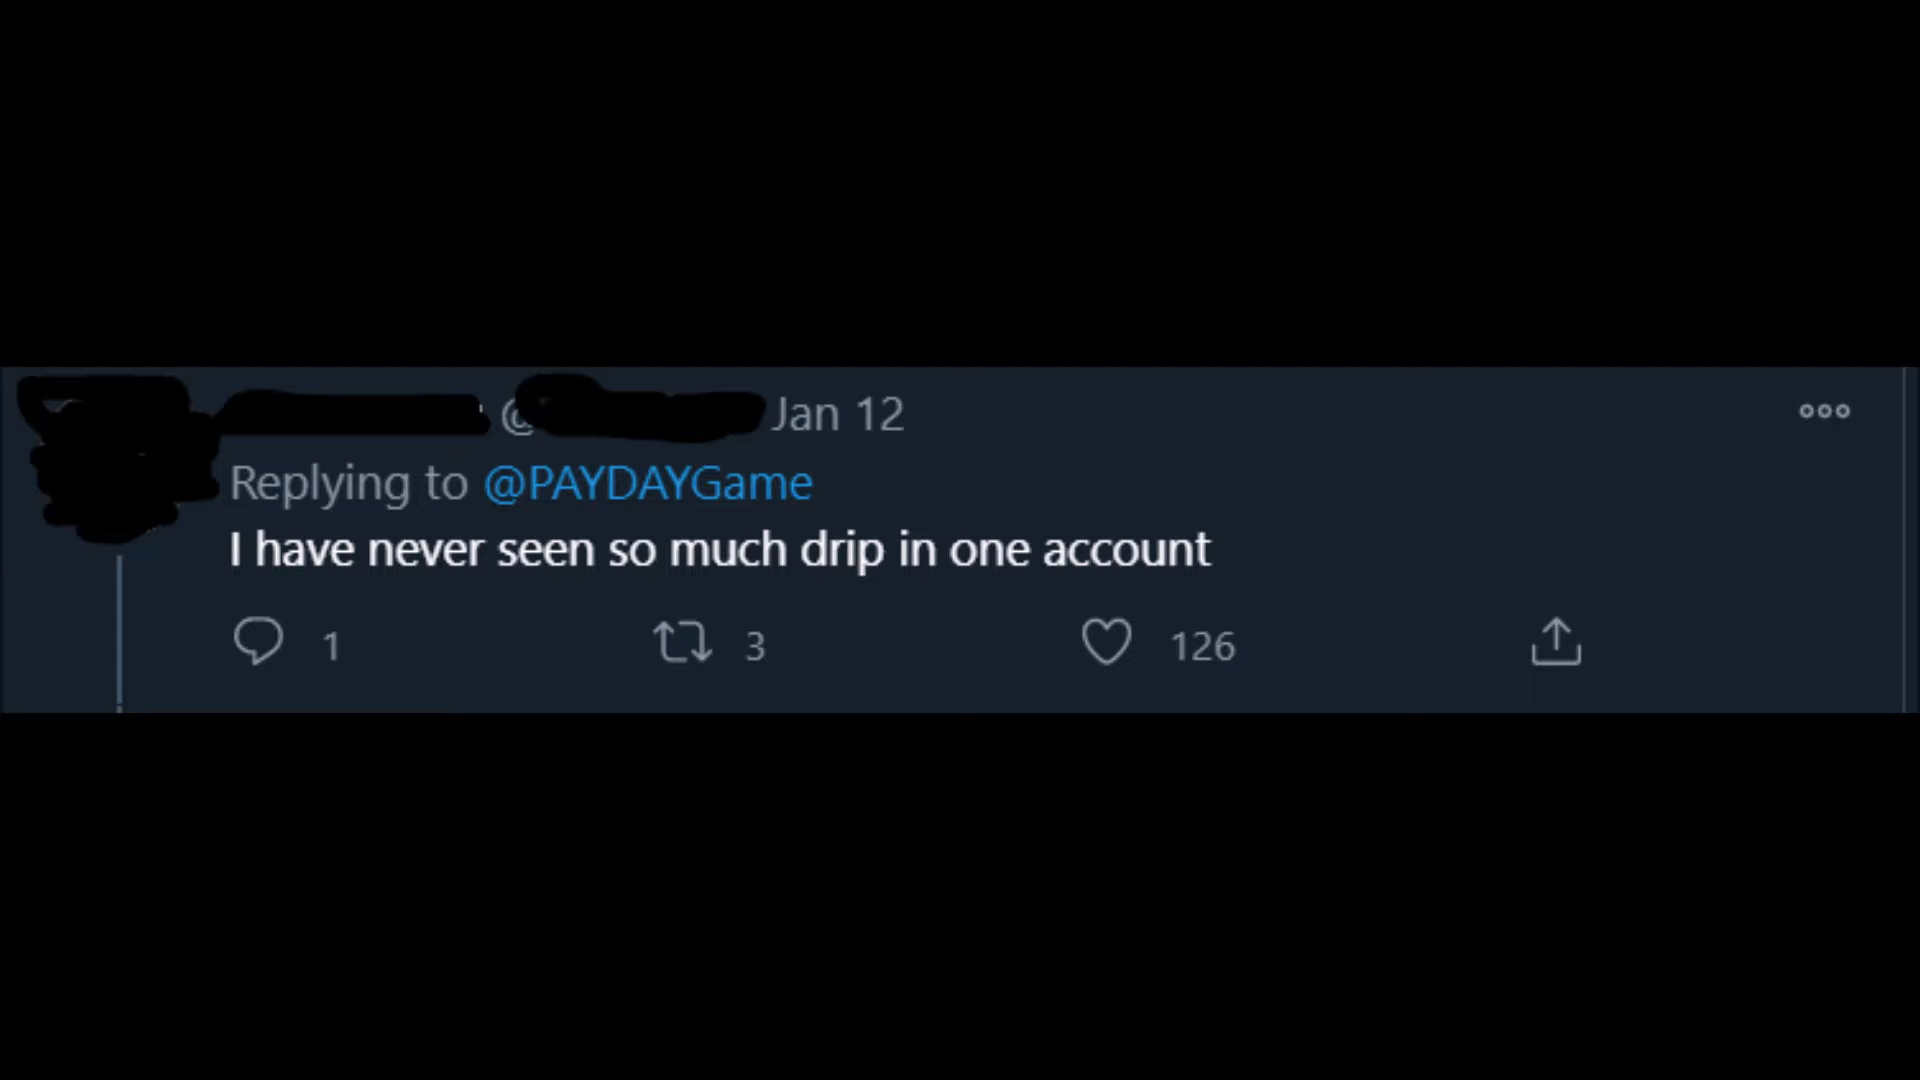 @ Jan 12
Replying to @PAYDAYGame
I have never seen so much drip in one account
1 3 126